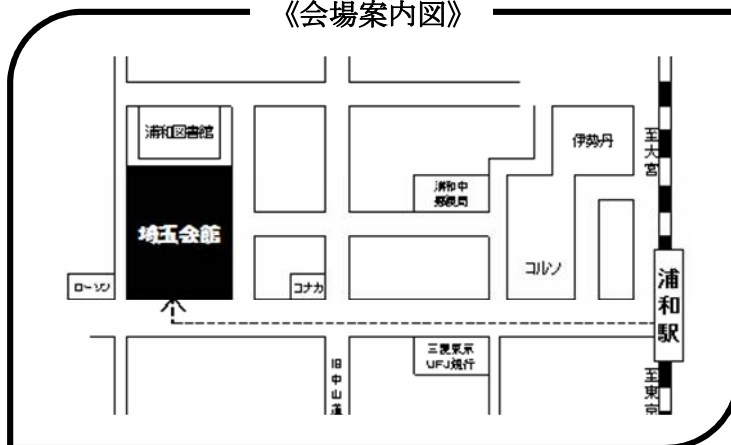 《会場案内図》
浦和図書館
伊勢丹
至大宮
浦和中
郵便局
埼玉会館
コルソ
ローソン
コナカ
浦和駅
三菱東京
UFJ銀行
旧中山道
至東京